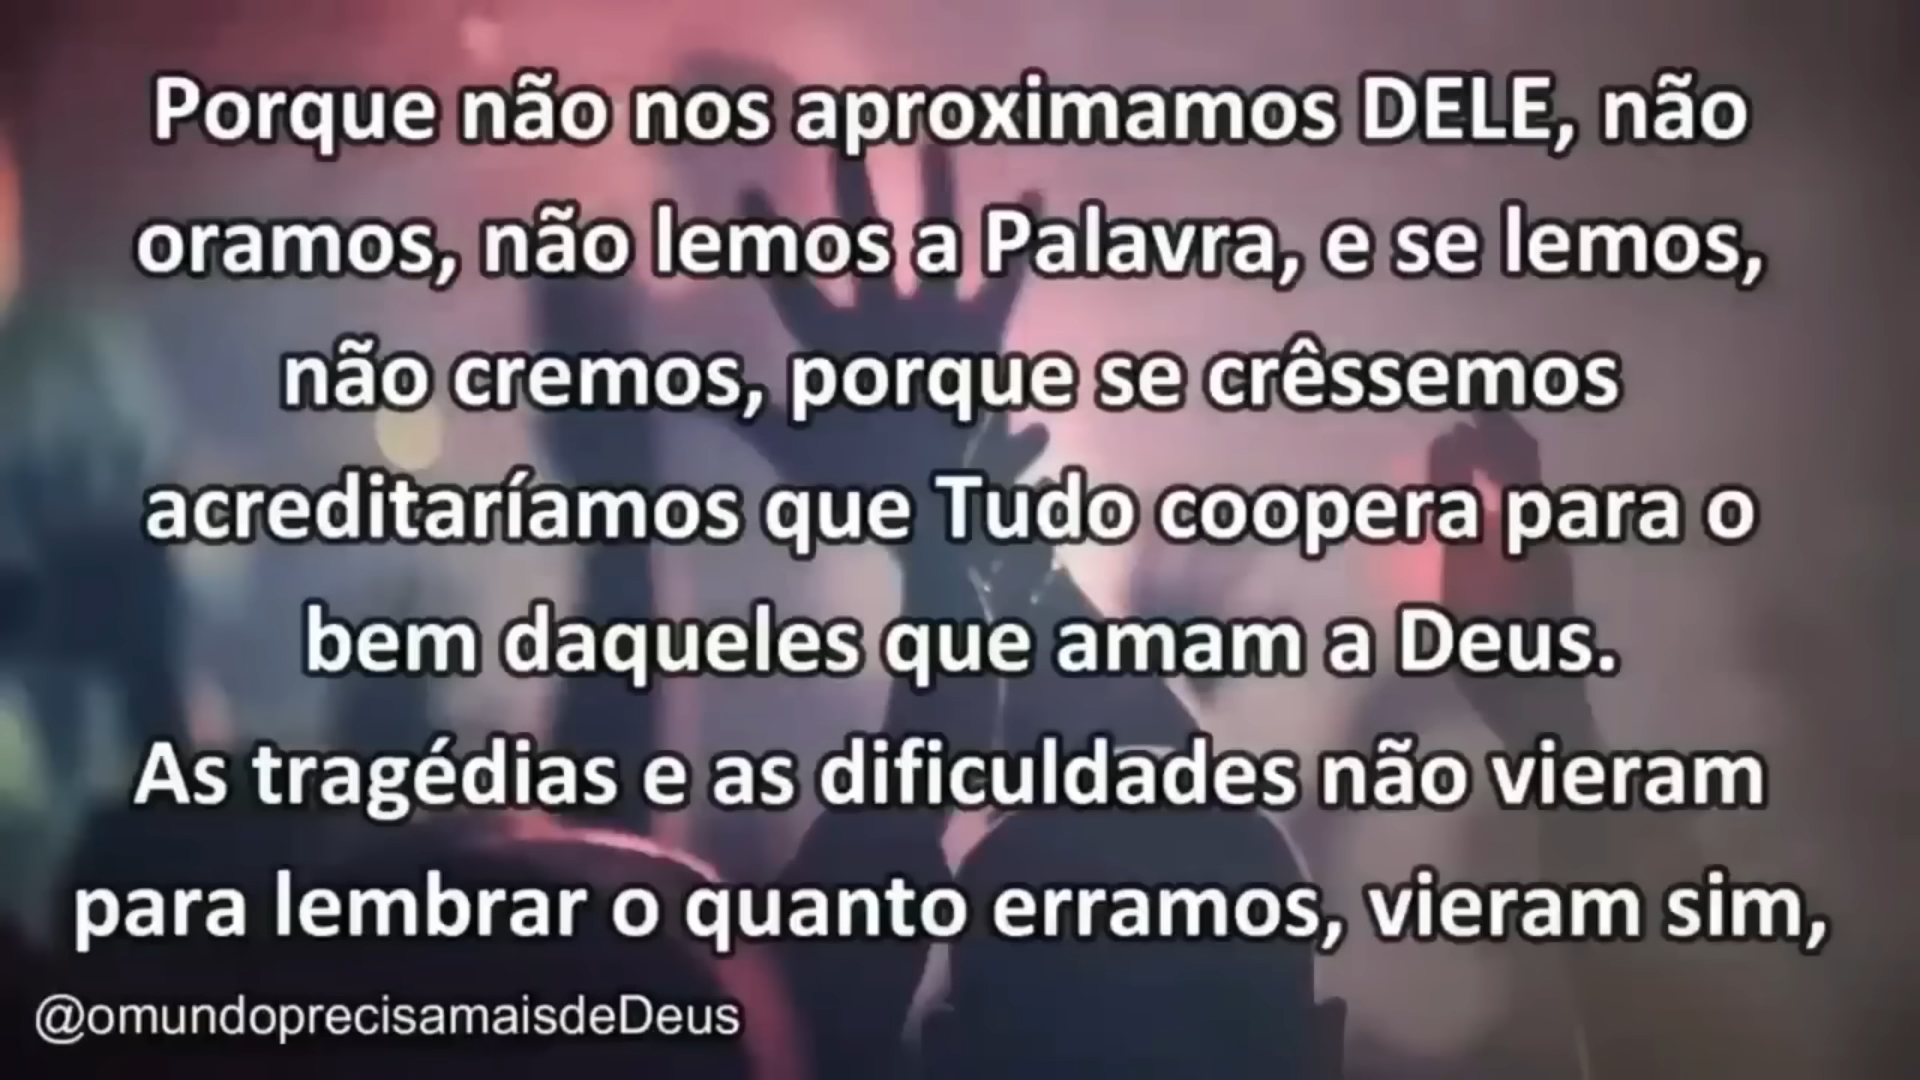 Porque não nos aproximamos DELE, não
oramos, não lemos a Palavra, e se lemos,
não cremos, porque se crêssemos
acreditaríamos que Tudo coopera para o
bem daqueles que amam a Deus.
As tragédias e as dificuldades não vieram
para lembrar o quanto erramos, vieram sim,
@omundoprecisamaisdeDeus